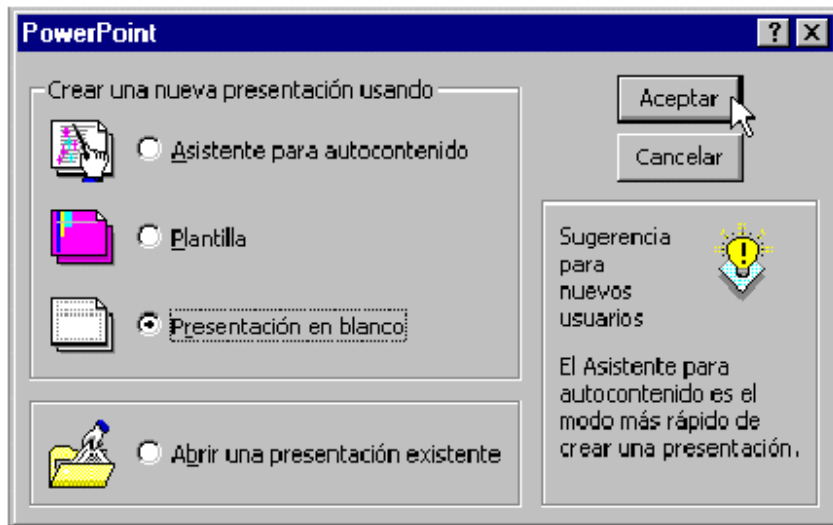 PowerPoint
Crear una nueva presentación usando
Asistente para autocontenido
Plantilla
Presentación en blanco
Abrir una presentación existente
Aceptar
Cancelar
Sugerencia
para
nuevos
usuarios
El Asistente para
autocontenido es el
modo más rápido de
crear una presentación.